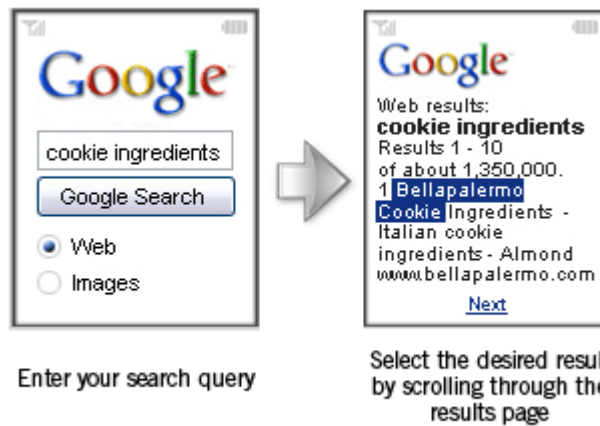 Google
cookie ingredients
Google Search
Web
Images
Enter your search query
Google
Web results:
cookie ingredients
Results 1 - 10
of about 1,350,000.
1 Bellapalermo
Cookie Ingredients -
Italian cookie
ingredients - Almond
www.bellapalermo.com
Next
Select the desired resul
by scrolling through the
results page